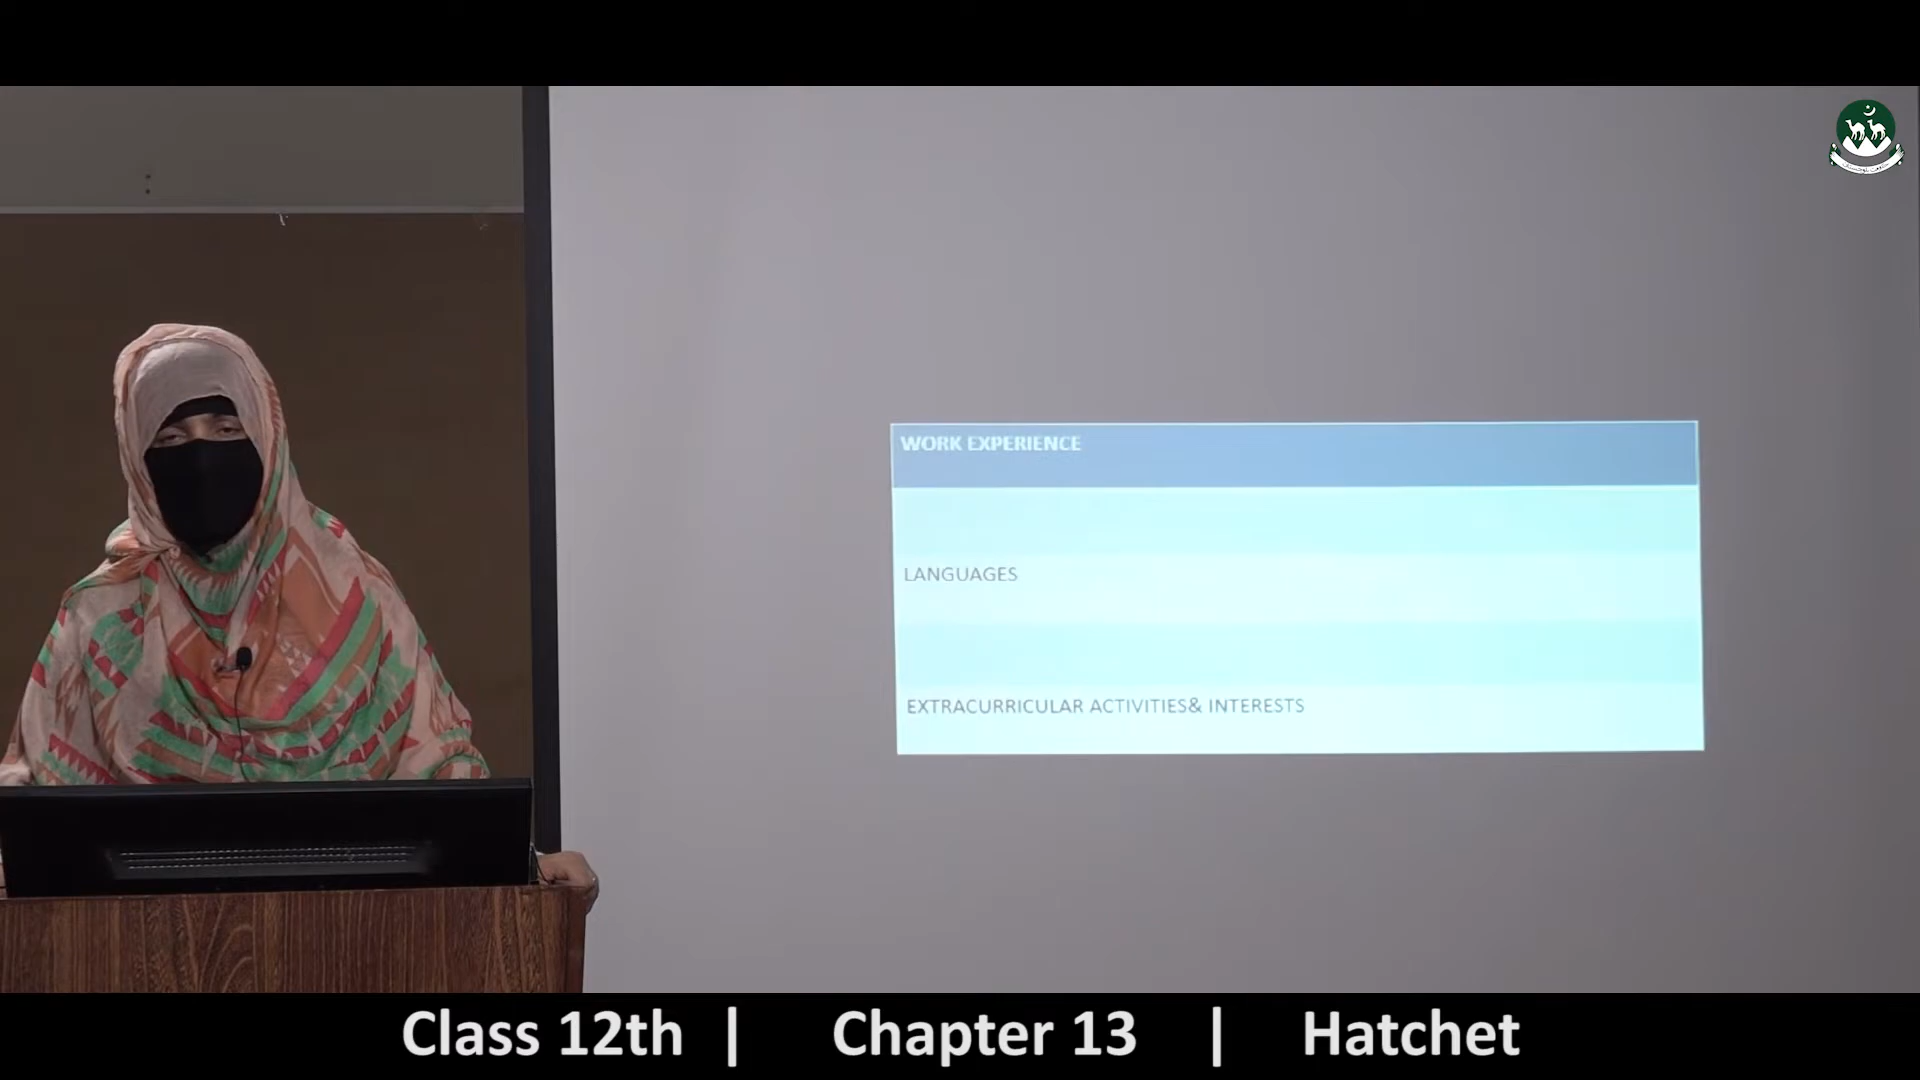 WORK EXPERIENCE
LANGUAGES
EXTRACURRICULAR ACTIVITIES& INTERESTS
Class 12th | Chapter 13 | Hatchet